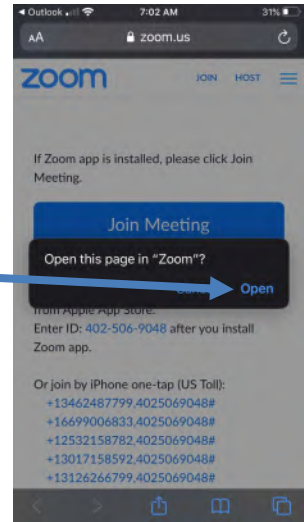 Outlook 7:02 AM 31%
AA zoom.us
zoom JOIN HOST
If Zoom app is installed, please click Join
Meeting.
Join Meeting
Open this page in “Zoom”?
Open
from Apple App Store.
Enter ID: 402-506-9048 after you install
Zoom app.
Or join by iPhone one-tap (US Toll):
+13462487799,4025069048#
+16699006833,4025069048#
+12532158782,4025069048#
+13017158592,4025069048#
+13126266799,4025069048#